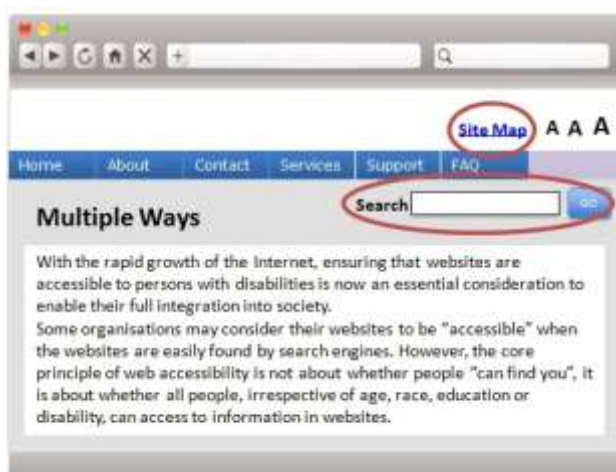 Site Map A A A
Home About Contact Services Support FAQ
Search GO
Multiple Ways
With the rapid growth of the Internet, ensuring that websites are
accessible to persons with disabilities is now an essential consideration to
enable their full integration into society.
Some organisations may consider their websites to be “accessible” when
the websites are easily found by search engines. However, the core
principle of web accessibility is not about whether people “can find you”, it
is about whether all people, irrespective of age, race, education or
disability, can access to information in websites.